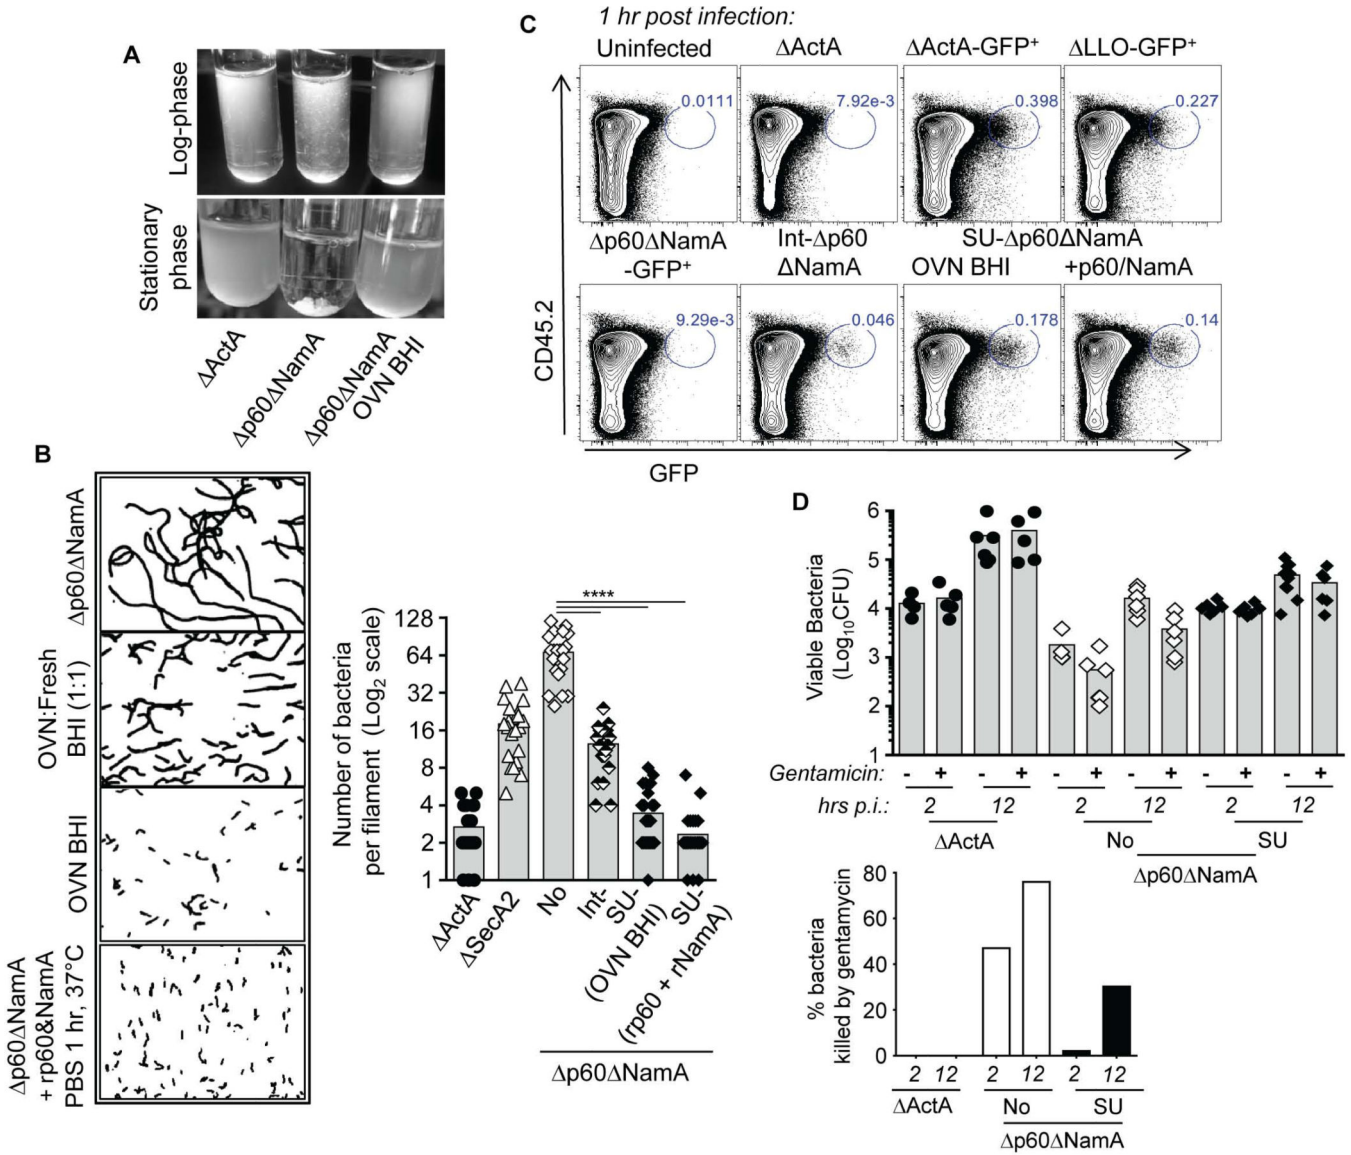 A
Log-phase
Stationary
phase
ΔActA
Δp60ΔNamA
Δp60ΔNamA
OVN BHI
B
Δp60ΔNamA
OVN:Fresh
BHI (1:1)
OVN BHI
Δp60ΔNamA
+ rp60&NamA
PBS 1 hr, 37°C
Number of bacteria
per filament (Log2 scale)
128
64
32
16
8
4
2
1
****
ΔActA
ΔSecA2
No
Int-
SU-
(OVN BHI)
SU-
(rp60 + rNamA)
Δp60ΔNamA
C
1 hr post infection:
Uninfected
ΔActA
ΔActA-GFP+
ΔLLO-GFP+
0.0111
7.92e-3
0.398
0.227
Δp60ΔNamA
-GFP+
Int-Δp60
ΔNamA
SU-Δp60ΔNamA
OVN BHI
+p60/NamA
9.29e-3
0.046
0.178
0.14
CD45.2
GFP
D
Viable Bacteria
(Log10CFU)
6
5
4
3
2
1
Gentamicin: - + - + - + - + - + - +
hrs p.i.: 2 12 2 12 2 12
ΔActA No SU
Δp60ΔNamA
% bacteria
killed by gentamycin
80
60
40
20
0
2 12 2 12 2 12
ΔActA No SU
Δp60ΔNamA